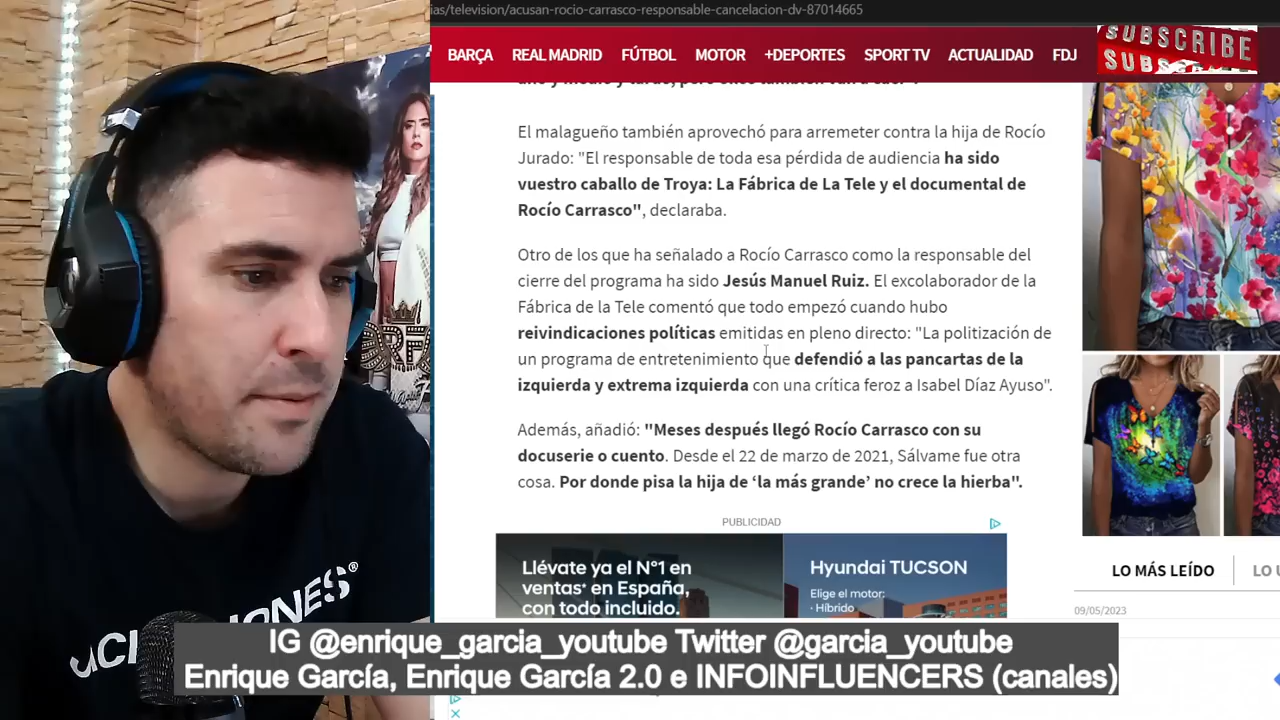 ias/television/acusan-rocio-carrasco-responsable-cancelacion-dv-87014665
BARÇA REAL MADRID FÚTBOL MOTOR +DEPORTES SPORT TV ACTUALIDAD FDJ
SUBSCRIBE
SUBS
El malagueño también aprovechó para arremeter contra la hija de Rocío
Jurado: "El responsable de toda esa pérdida de audiencia ha sido
vuestro caballo de Troya: La Fábrica de La Tele y el documental de
Rocío Carrasco", declaraba.
Otro de los que ha señalado a Rocío Carrasco como la responsable del
cierre del programa ha sido Jesús Manuel Ruiz. El excolaborador de la
Fábrica de la Tele comentó que todo empezó cuando hubo
reivindicaciones políticas emitidas en pleno directo: "La politización de
un programa de entretenimiento que defendió a las pancartas de la
izquierda y extrema izquierda con una crítica feroz a Isabel Díaz Ayuso".
Además, añadió: "Meses después llegó Rocío Carrasco con su
docuserie o cuento. Desde el 22 de marzo de 2021, Sálvame fue otra
cosa. Por donde pisa la hija de ‘la más grande’ no crece la hierba".
PUBLICIDAD
Llévate ya el Nº1 en
ventas* en España,
con todo incluido.
Hyundai TUCSON
Elige el motor:
· Híbrido
LO MÁS LEÍDO
LO U
09/05/2023
RF
JACK & JONES®
IG @enrique_garcia_youtube Twitter @garcia_youtube
Enrique García, Enrique García 2.0 e INFOINFLUENCERS (canales)